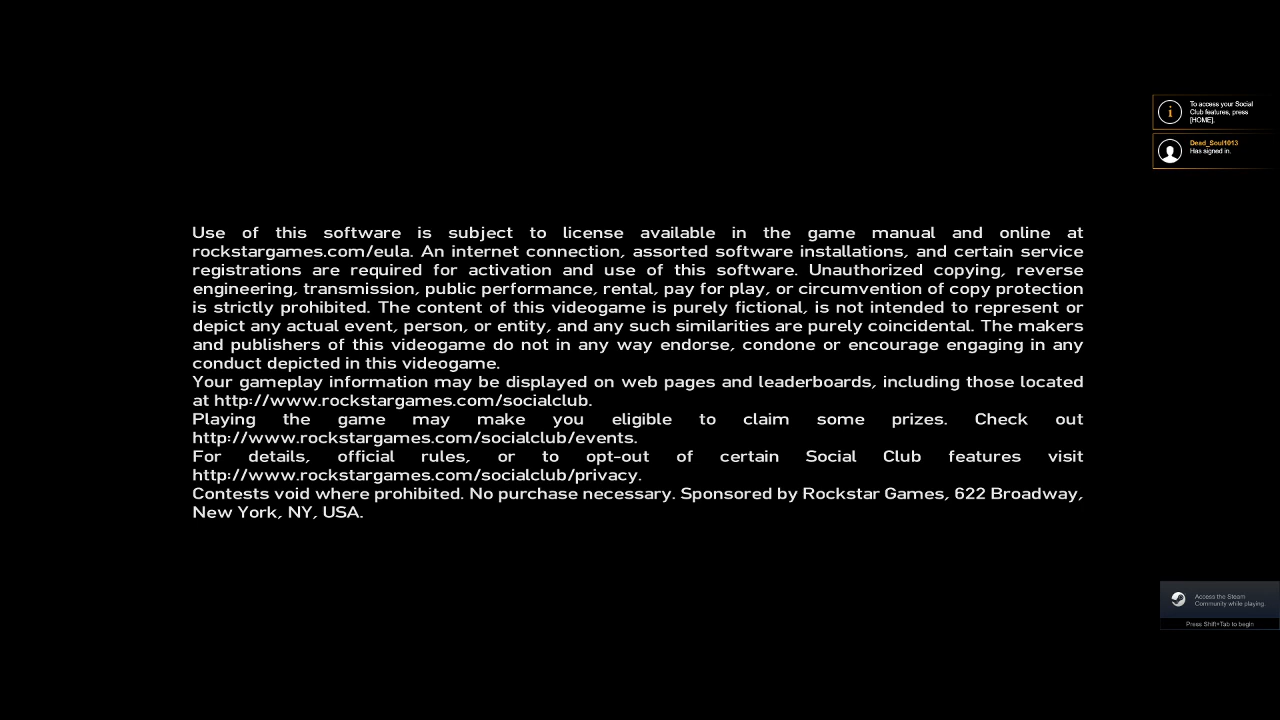 To access your Social
Club features, press
[HOME].
Dead_Soul1013
Has signed in.
Use of this software is subject to license available in the game manual and online at
rockstargames.com/eula. An internet connection, assorted software installations, and certain service
registrations are required for activation and use of this software. Unauthorized copying, reverse
engineering, transmission, public performance, rental, pay for play, or circumvention of copy protection
is strictly prohibited. The content of this videogame is purely fictional, is not intended to represent or
depict any actual event, person, or entity, and any such similarities are purely coincidental. The makers
and publishers of this videogame do not in any way endorse, condone or encourage engaging in any
conduct depicted in this videogame.
Your gameplay information may be displayed on web pages and leaderboards, including those located
at http://www.rockstargames.com/socialclub.
Playing the game may make you eligible to claim some prizes. Check out
http://www.rockstargames.com/socialclub/events.
For details, official rules, or to opt-out of certain Social Club features visit
http://www.rockstargames.com/socialclub/privacy.
Contests void where prohibited. No purchase necessary. Sponsored by Rockstar Games, 622 Broadway,
New York, NY, USA.
Access the Steam
Community while playing.
Press Shift+Tab to begin